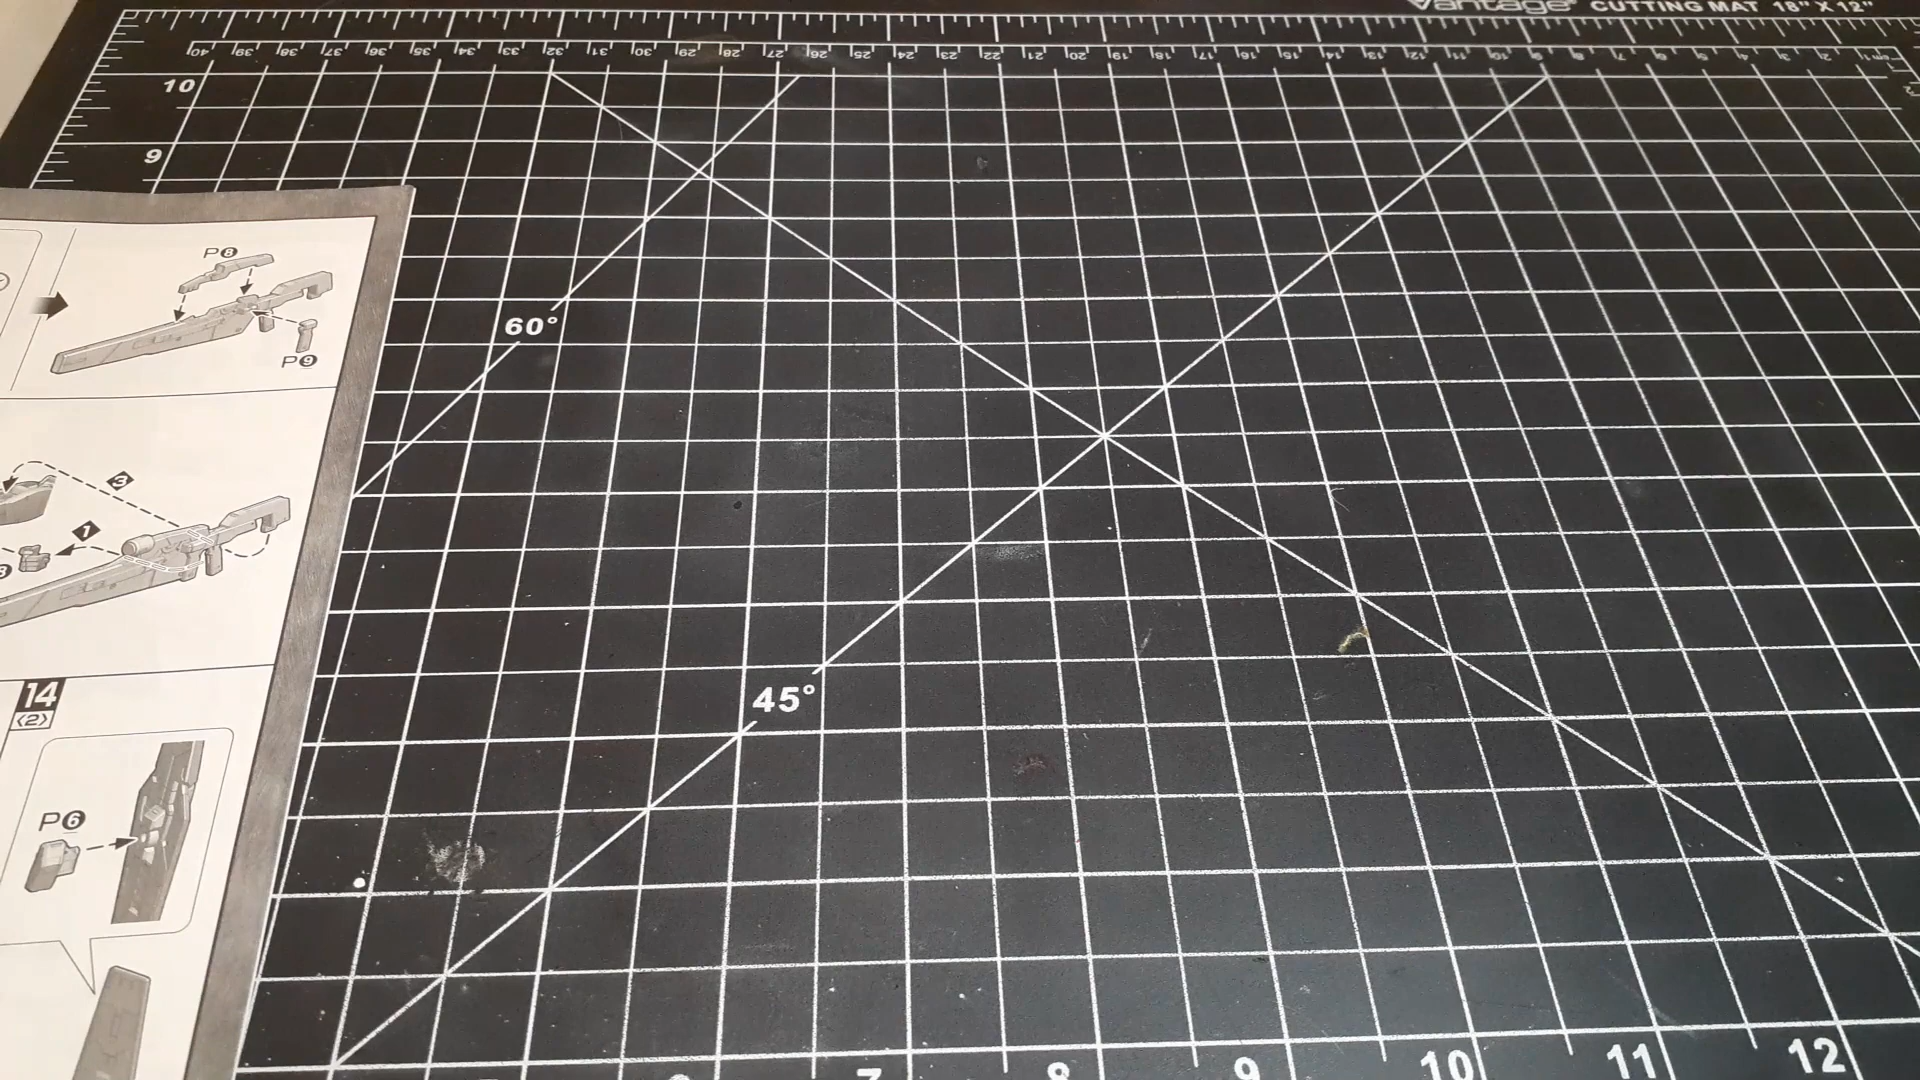 Vantage® CUTTING MAT 18" X 12"
40 39 38 37 36 35 34 33 32 31 30 29 28 27 26 25 24 23 22 21 20 19 18 17 16 15 14 13 12 11 10 9 8 7 6 5 4 3 2 1 cm
10
9
P8
P9
60°
3
1
14
⟨2⟩
45°
P6
7
8
9
10
11
12